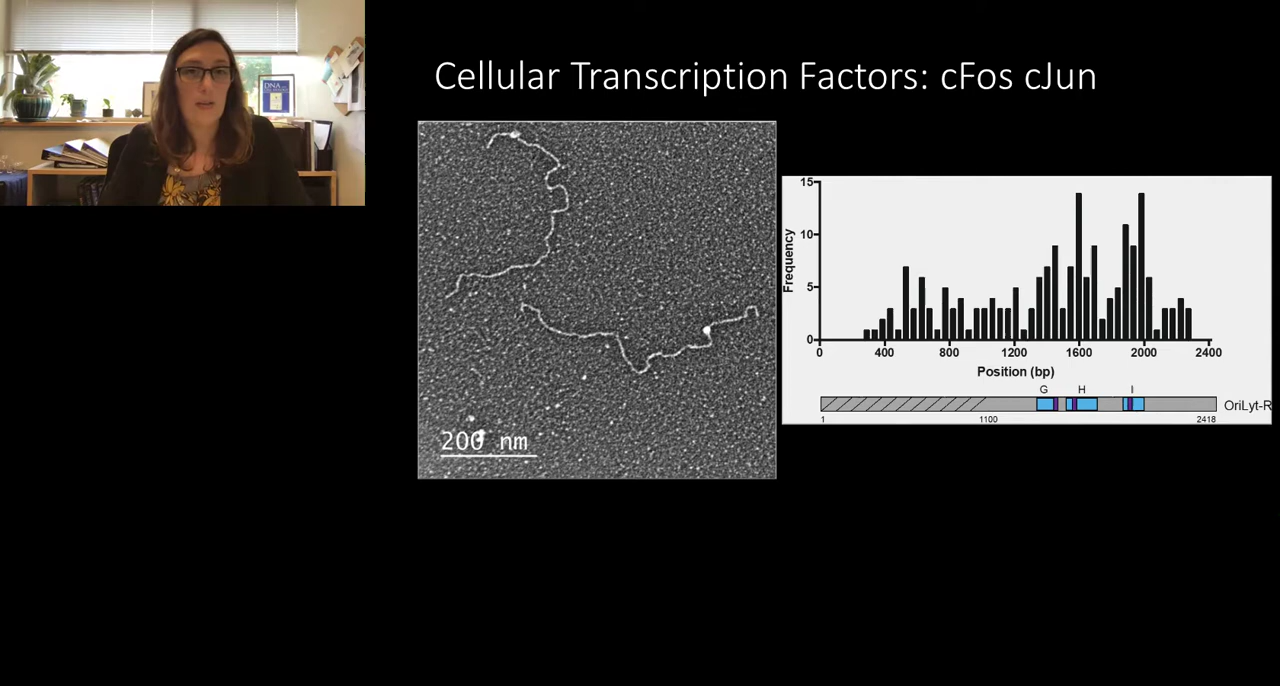 DNA
Cellular Transcription Factors: cFos cJun
200 nm
15
10
5
0
Frequency
0 400 800 1200 1600 2000 2400
Position (bp)
G H I
OriLyt-R
1 1100 2418